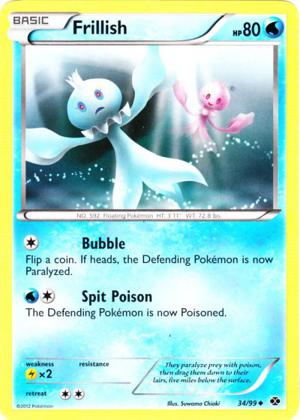 BASIC
Frillish
HP80
NO. 592 Floating Pokémon HT. 3'11" WT. 72.8 lbs.
Bubble
Flip a coin. If heads, the Defending Pokémon is now
Paralyzed.
Spit Poison
The Defending Pokémon is now Poisoned.
weakness
resistance
×2
retreat
They paralyze prey with poison,
then drag them down to their
lairs, five miles below the surface.
Illus. Suwama Chiaki
34/99
©2012 Pokémon